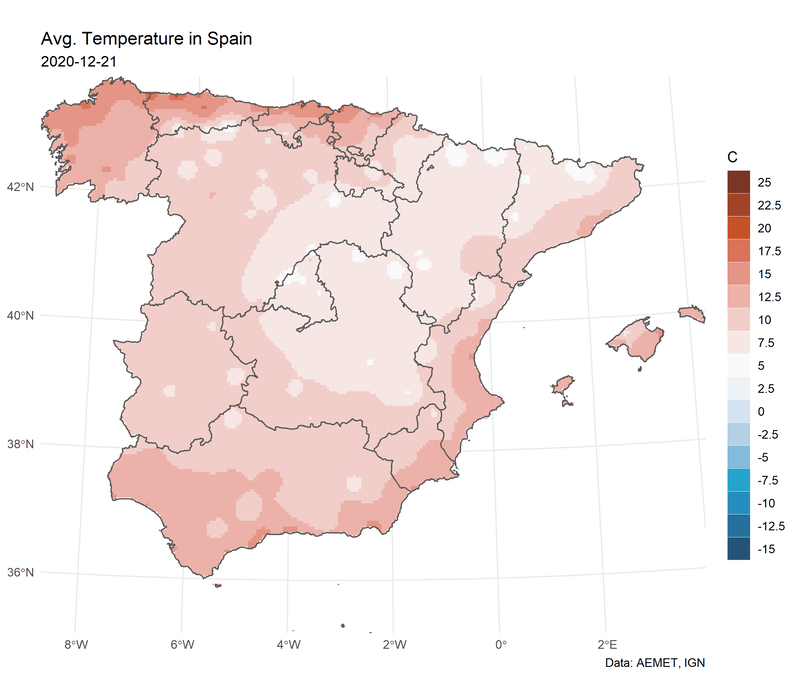 Avg. Temperature in Spain
2020-12-21
42°N
40°N
38°N
36°N
8°W
6°W
4°W
2°W
0°
2°E
C
25
22.5
20
17.5
15
12.5
10
7.5
5
2.5
0
-2.5
-5
-7.5
-10
-12.5
-15
Data: AEMET, IGN